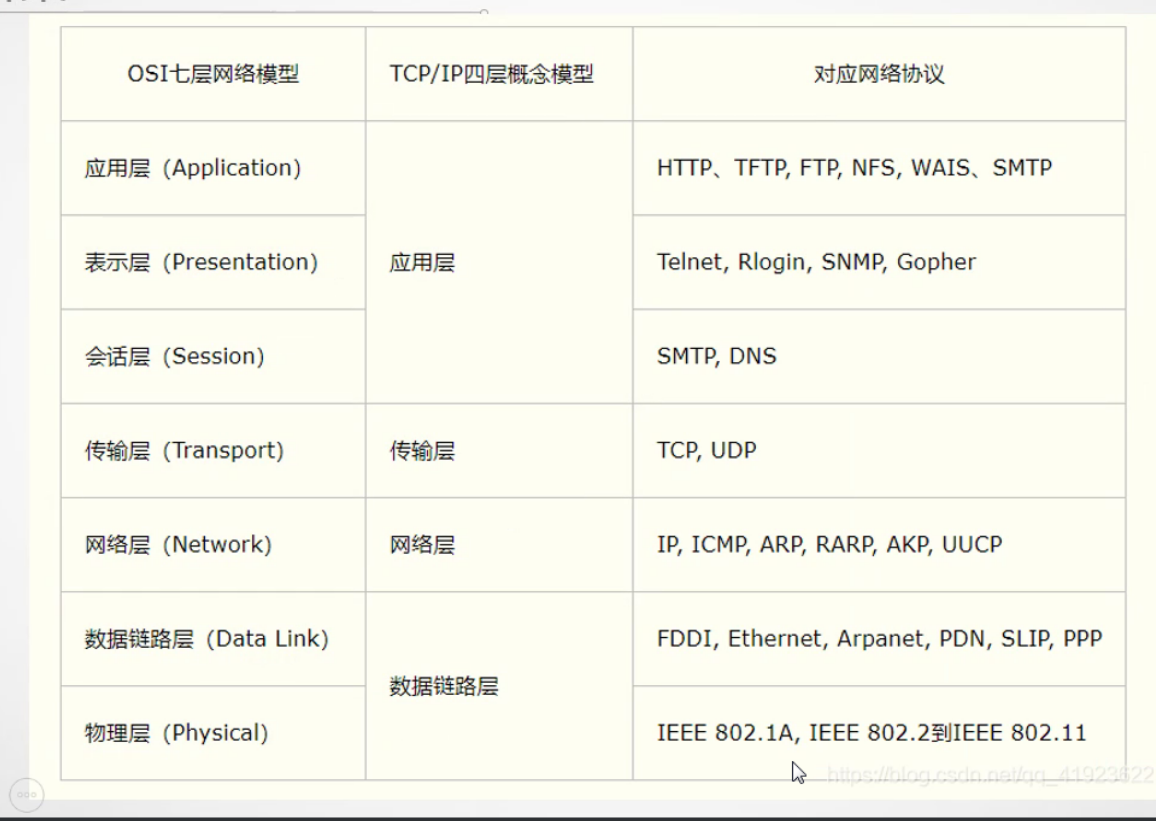 OSI七层网络模型 TCP/IP四层概念模型 对应网络协议
应用层（Application） HTTP、TFTP, FTP, NFS, WAIS、SMTP
表示层（Presentation） 应用层 Telnet, Rlogin, SNMP, Gopher
会话层（Session） SMTP, DNS
传输层（Transport） 传输层 TCP, UDP
网络层（Network） 网络层 IP, ICMP, ARP, RARP, AKP, UUCP
数据链路层（Data Link） FDDI, Ethernet, Arpanet, PDN, SLIP, PPP
数据链路层
物理层（Physical） IEEE 802.1A, IEEE 802.2到IEEE 802.11
https://blog.csdn.net/qq_41923622